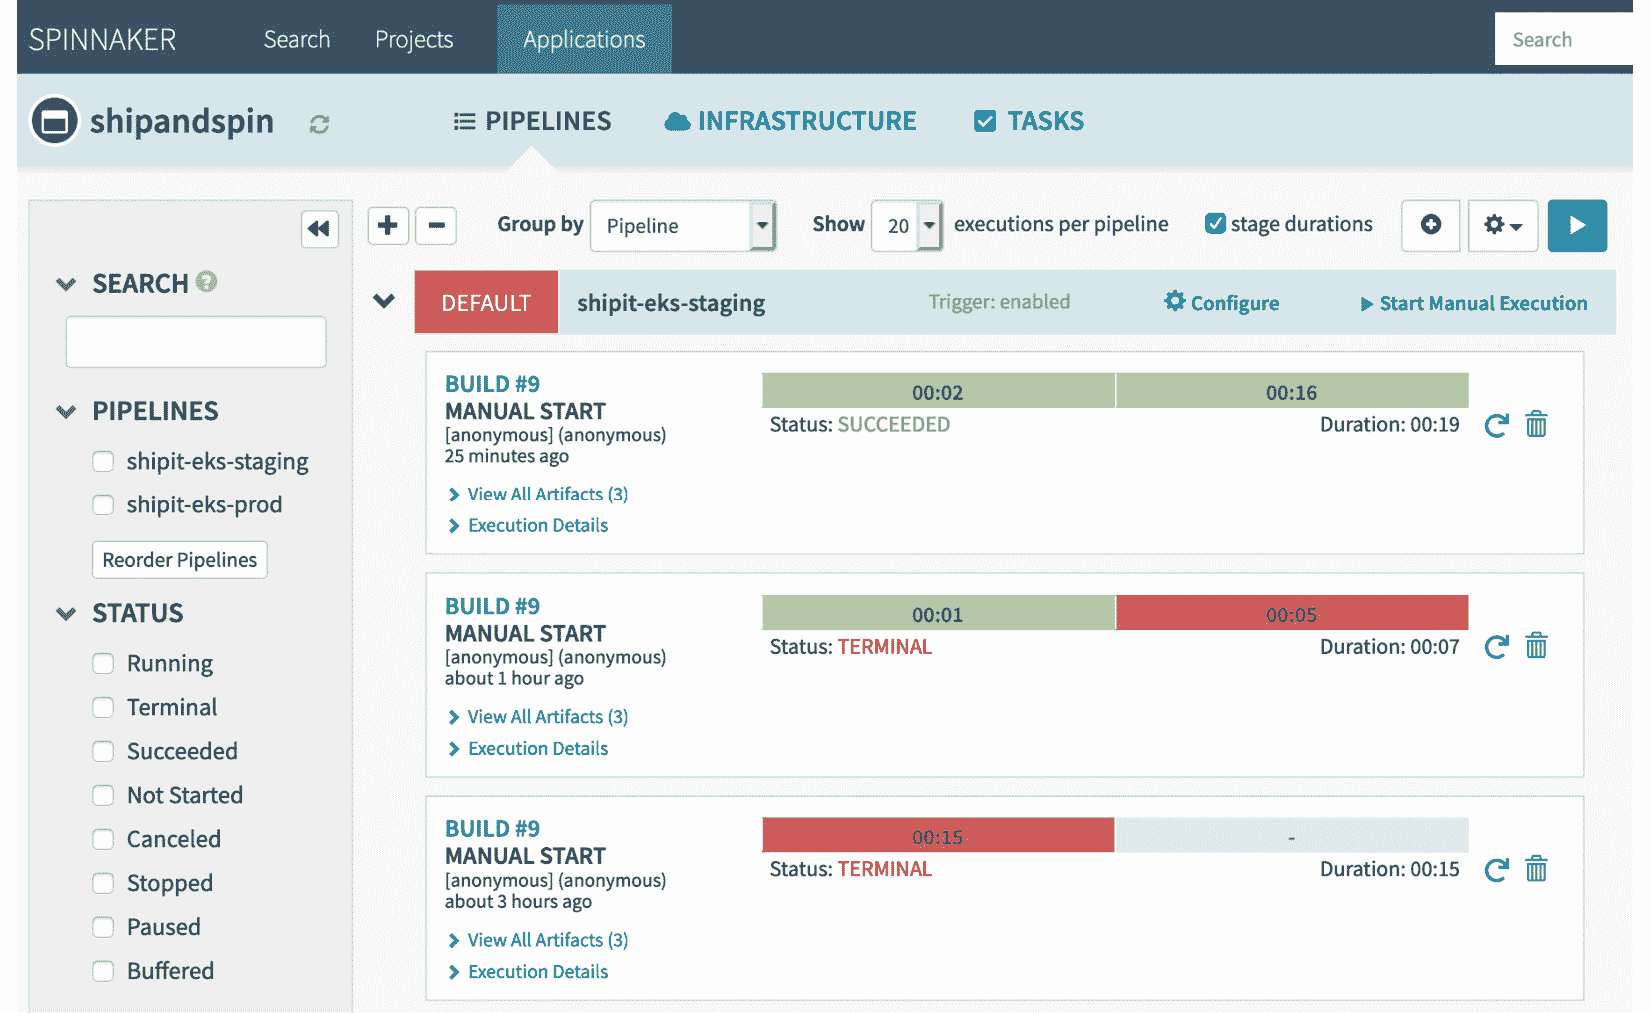 SPINNAKER Search Projects Applications Search
shipandspin PIPELINES INFRASTRUCTURE TASKS
Group by Pipeline Show 20 executions per pipeline stage durations
SEARCH ?
PIPELINES
shipit-eks-staging
shipit-eks-prod
Reorder Pipelines
STATUS
Running
Terminal
Succeeded
Not Started
Canceled
Stopped
Paused
Buffered
DEFAULT shipit-eks-staging Trigger: enabled Configure Start Manual Execution
BUILD #9
MANUAL START
[anonymous] (anonymous)
25 minutes ago
View All Artifacts (3)
Execution Details
00:02 00:16
Status: SUCCEEDED Duration: 00:19
BUILD #9
MANUAL START
[anonymous] (anonymous)
about 1 hour ago
View All Artifacts (3)
Execution Details
00:01 00:05
Status: TERMINAL Duration: 00:07
BUILD #9
MANUAL START
[anonymous] (anonymous)
about 3 hours ago
View All Artifacts (3)
Execution Details
00:15 -
Status: TERMINAL Duration: 00:15